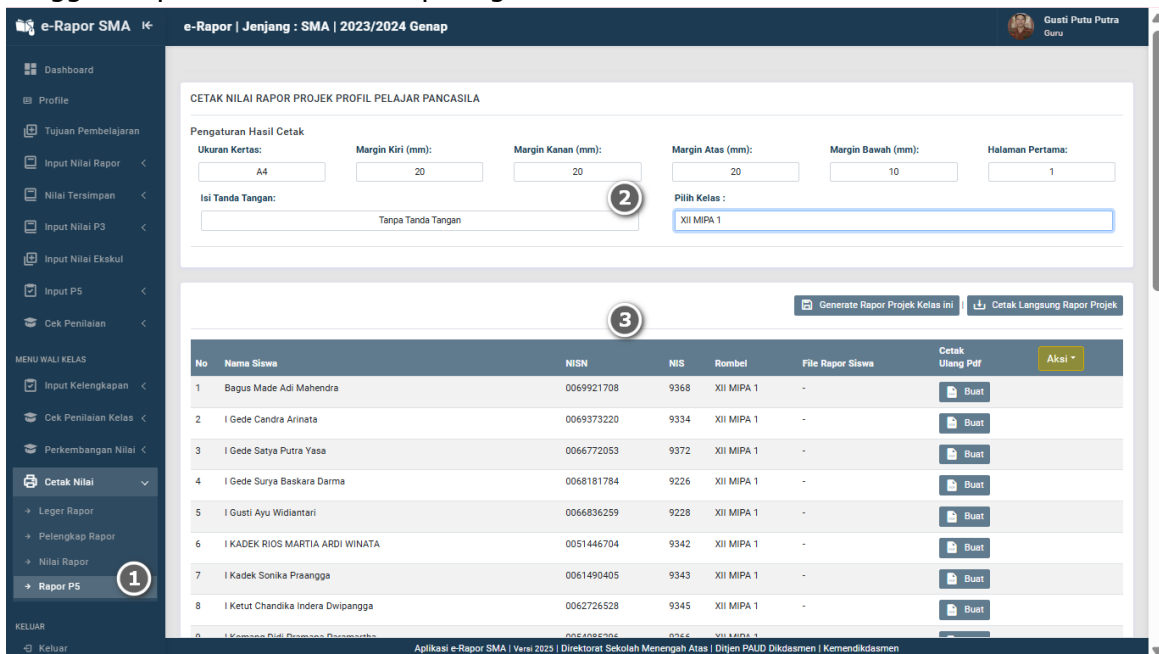 e-Rapor SMA
e-Rapor | Jenjang : SMA | 2023/2024 Genap
Gusti Putu Putra
Guru
Dashboard
Profile
Tujuan Pembelajaran
Input Nilai Rapor
Nilai Tersimpan
Input Nilai P3
Input Nilai Ekskul
Input P5
Cek Penilaian
MENU WALI KELAS
Input Kelengkapan
Cek Penilaian Kelas
Perkembangan Nilai
Cetak Nilai
Leger Rapor
Pelengkap Rapor
Nilai Rapor
Rapor P5
1
KELUAR
Keluar
CETAK NILAI RAPOR PROJEK PROFIL PELAJAR PANCASILA
Pengaturan Hasil Cetak
Ukuran Kertas: Margin Kiri (mm): Margin Kanan (mm): Margin Atas (mm): Margin Bawah (mm): Halaman Pertama:
A4 20 20 20 10 1
Isi Tanda Tangan: 2 Pilih Kelas :
Tanpa Tanda Tangan XII MIPA 1
Generate Rapor Projek Kelas ini | Cetak Langsung Rapor Projek
3
No Nama Siswa NISN NIS Rombel File Rapor Siswa Cetak Ulang Pdf Aksi
1 Bagus Made Adi Mahendra 0069921708 9368 XII MIPA 1 - Buat
2 I Gede Candra Arinata 0069373220 9334 XII MIPA 1 - Buat
3 I Gede Satya Putra Yasa 0066772053 9372 XII MIPA 1 - Buat
4 I Gede Surya Baskara Darma 0068181784 9226 XII MIPA 1 - Buat
5 I Gusti Ayu Widiantari 0066836259 9228 XII MIPA 1 - Buat
6 I KADEK RIOS MARTIA ARDI WINATA 0051446704 9342 XII MIPA 1 - Buat
7 I Kadek Sonika Praangga 0061490405 9343 XII MIPA 1 - Buat
8 I Ketut Chandika Indera Dwipangga 0062726528 9345 XII MIPA 1 - Buat
Aplikasi e-Rapor SMA | Versi 2025 | Direktorat Sekolah Menengah Atas | Ditjen PAUD Dikdasmen | Kemendikdasmen